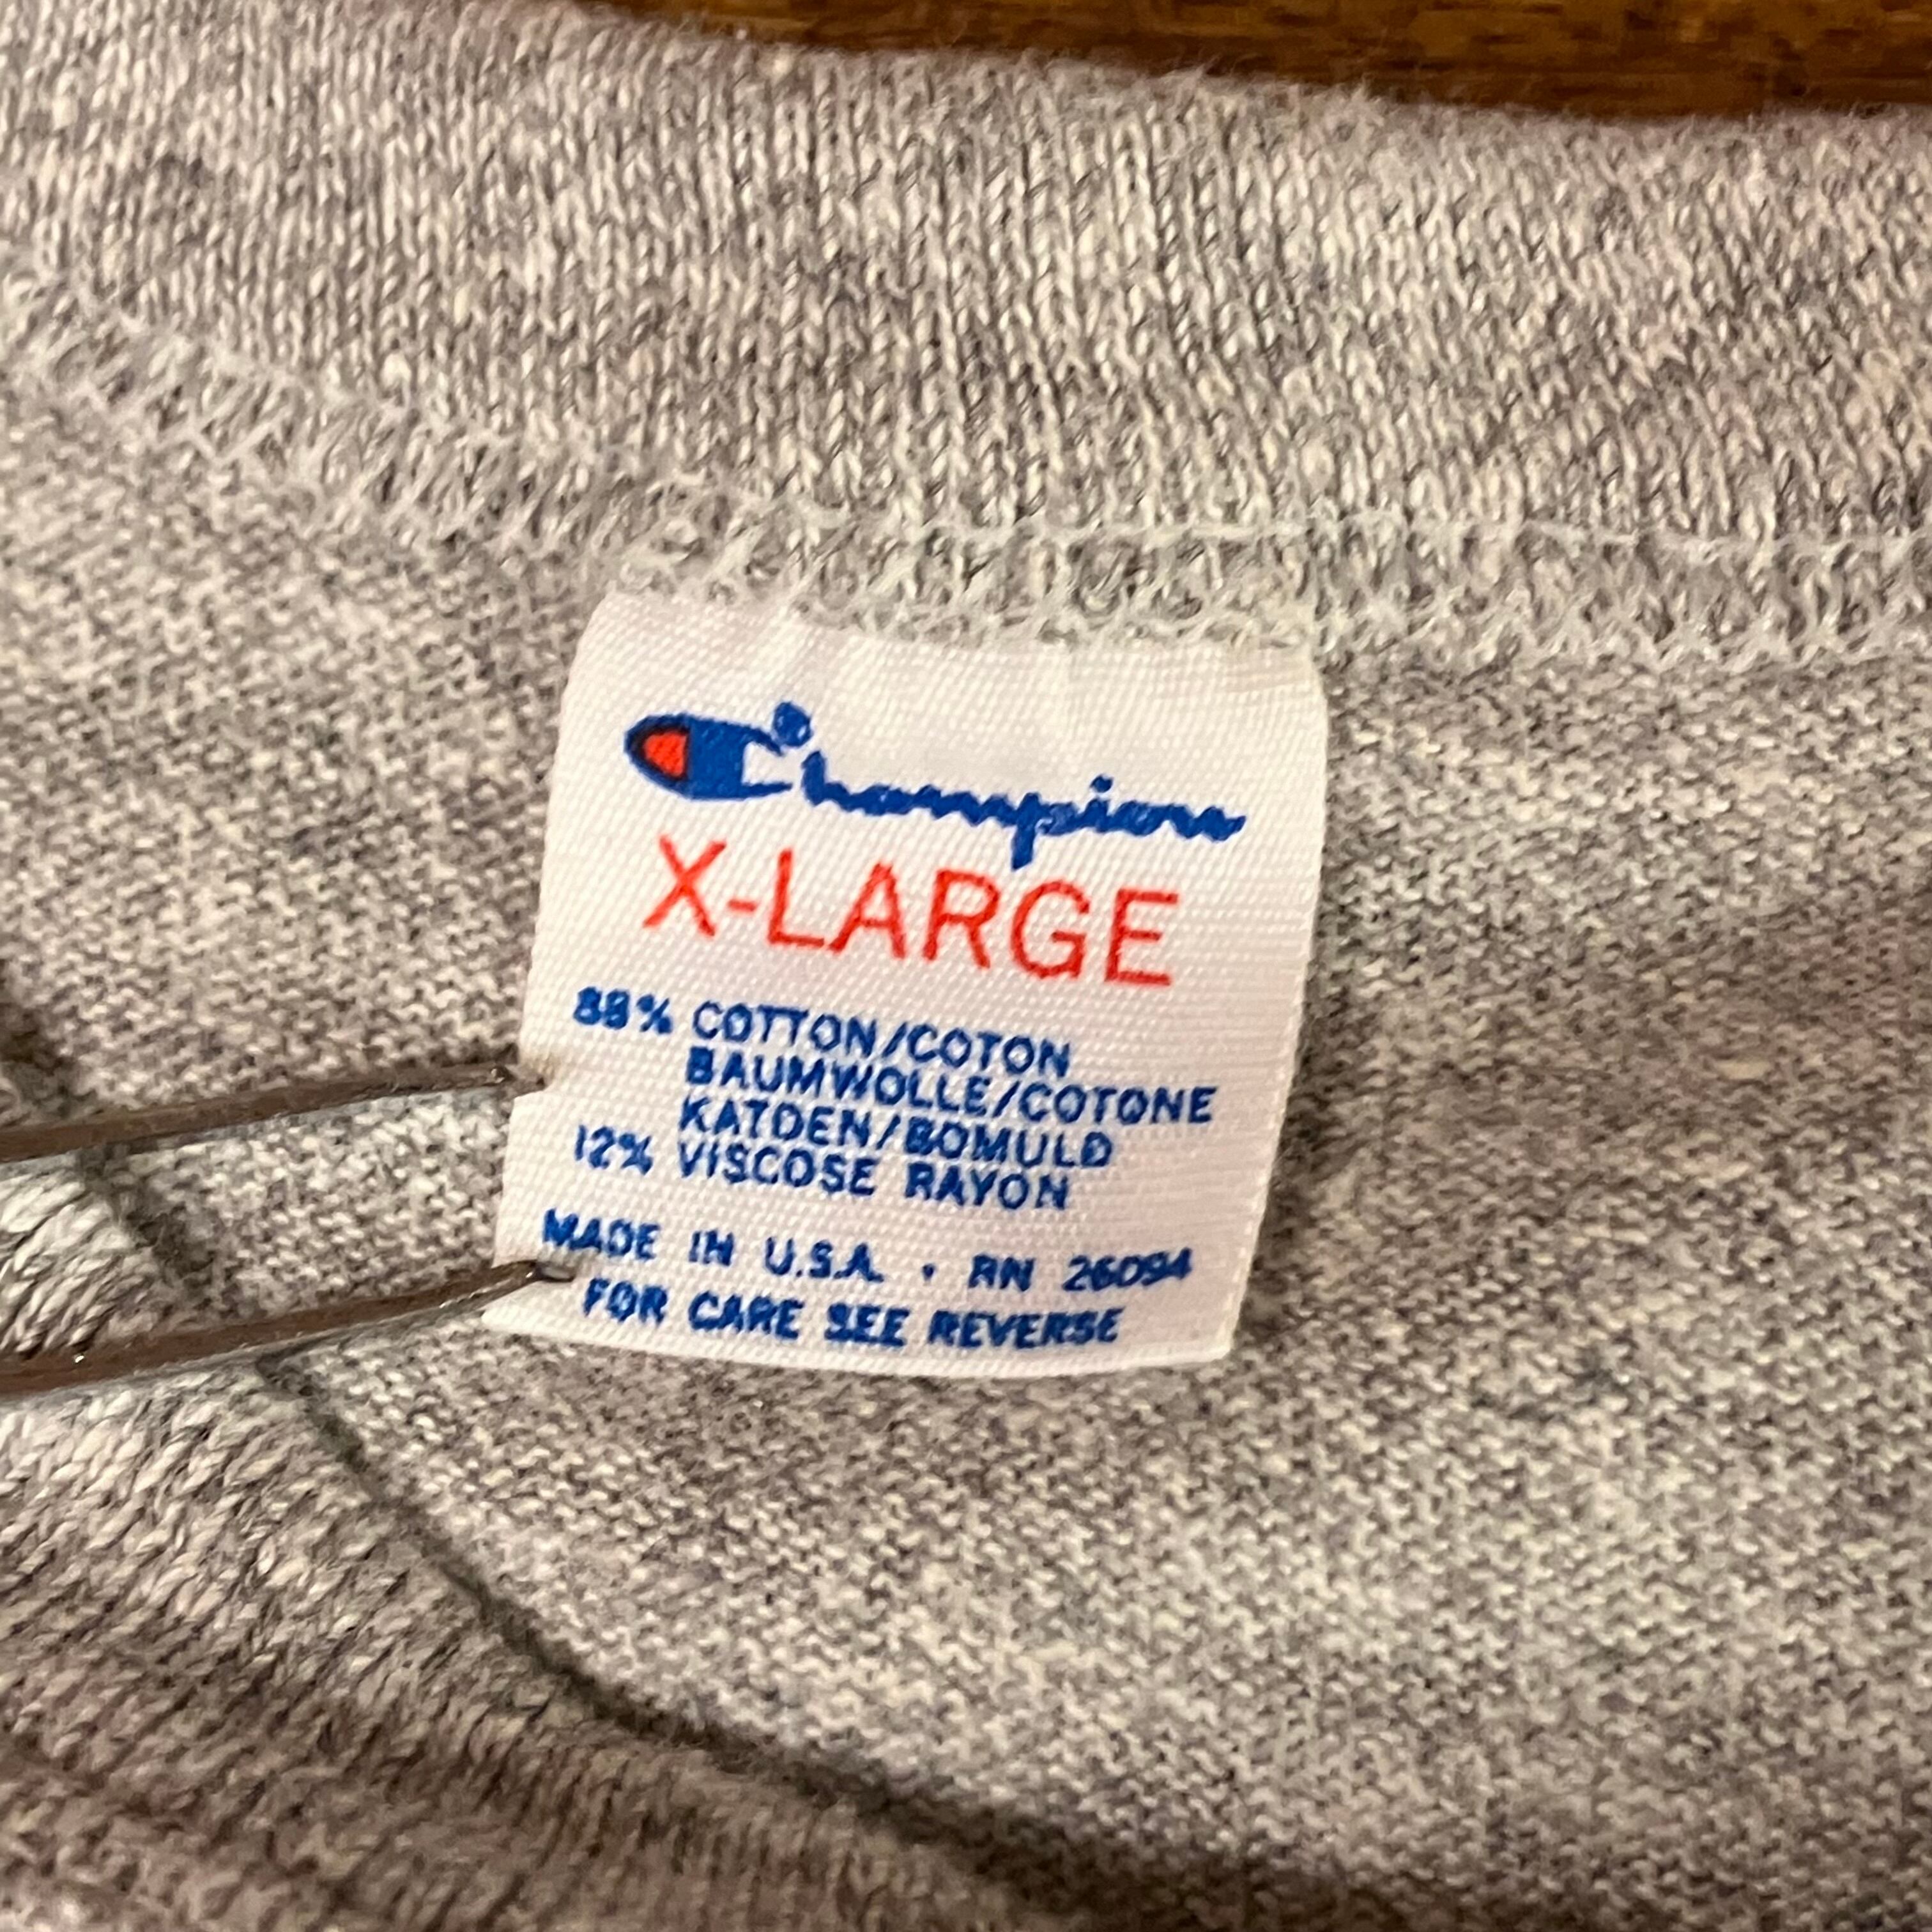 Champion
X-LARGE
88% COTTON/COTON
BAUMWOLLE/COTONE
KATOEN/BOMULD
12% VISCOSE RAYON
MADE IN U.S.A. · RN 26094
FOR CARE SEE REVERSE